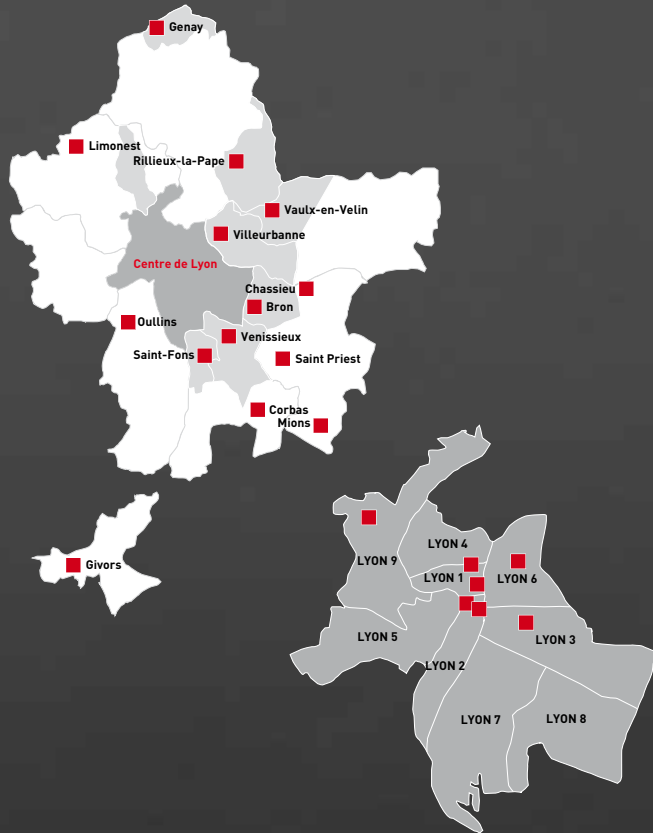 Genay
Limonest
Rillieux-la-Pape
Vaulx-en-Velin
Villeurbanne
Centre de Lyon
Chassieu
Bron
Oullins
Venissieux
Saint-Fons
Saint Priest
Corbas
Mions
Givors
LYON 4
LYON 9
LYON 1
LYON 6
LYON 5
LYON 3
LYON 2
LYON 7
LYON 8